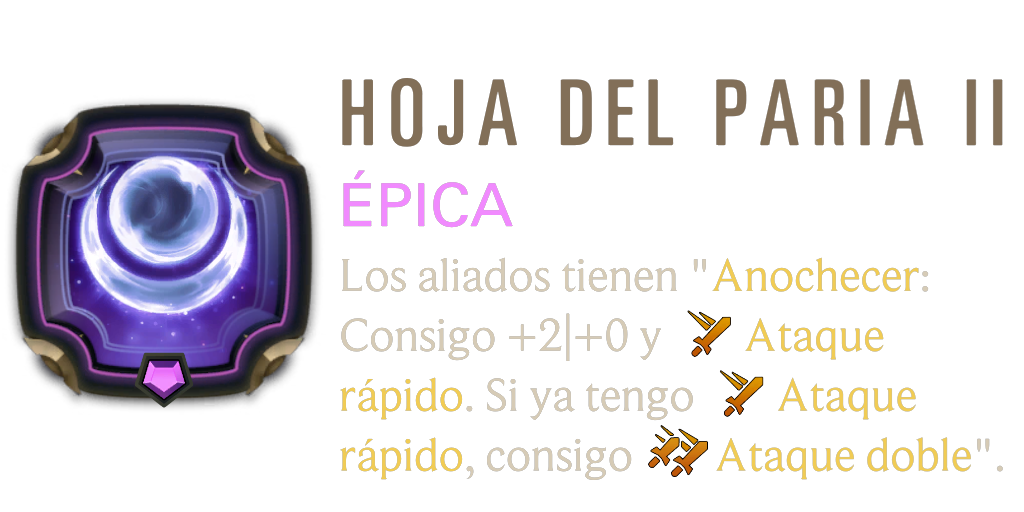 HOJA DEL PARIA II
ÉPICA
Los aliados tienen "Anochecer:
Consigo +2|+0 y Ataque
rápido. Si ya tengo Ataque
rápido, consigo Ataque doble".